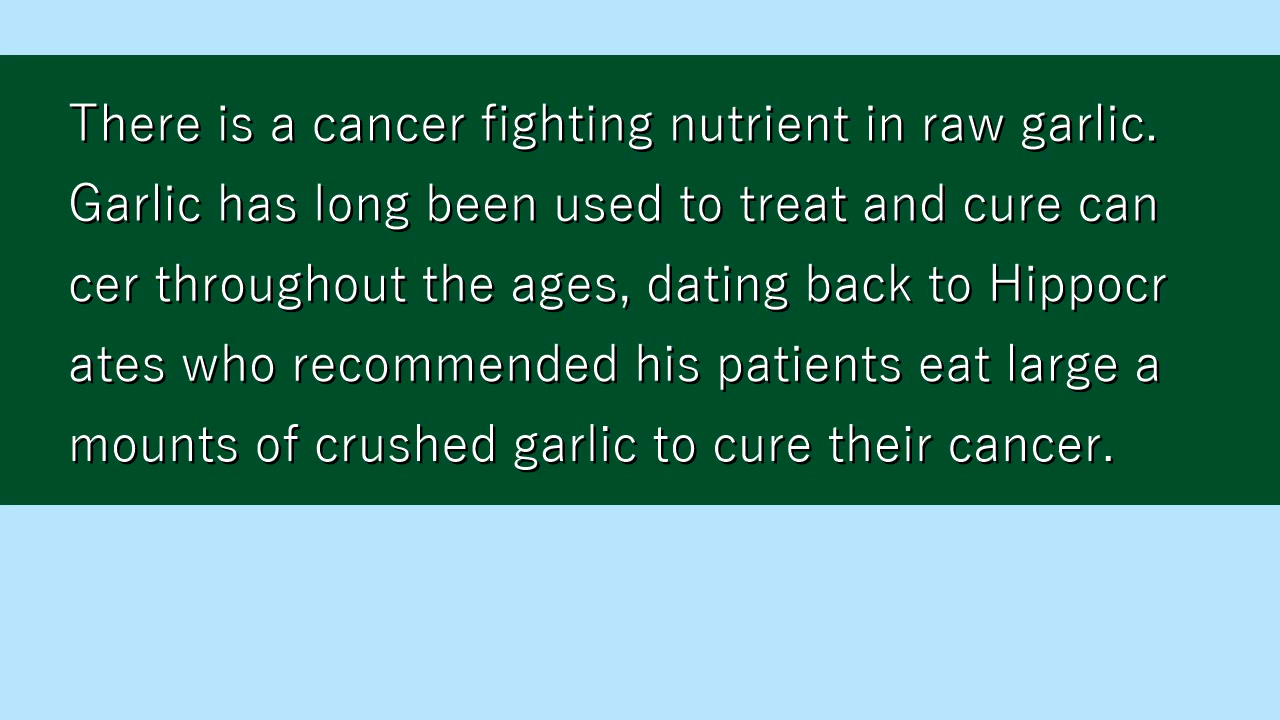 There is a cancer fighting nutrient in raw garlic.
Garlic has long been used to treat and cure can
cer throughout the ages, dating back to Hippocr
ates who recommended his patients eat large a
mounts of crushed garlic to cure their cancer.